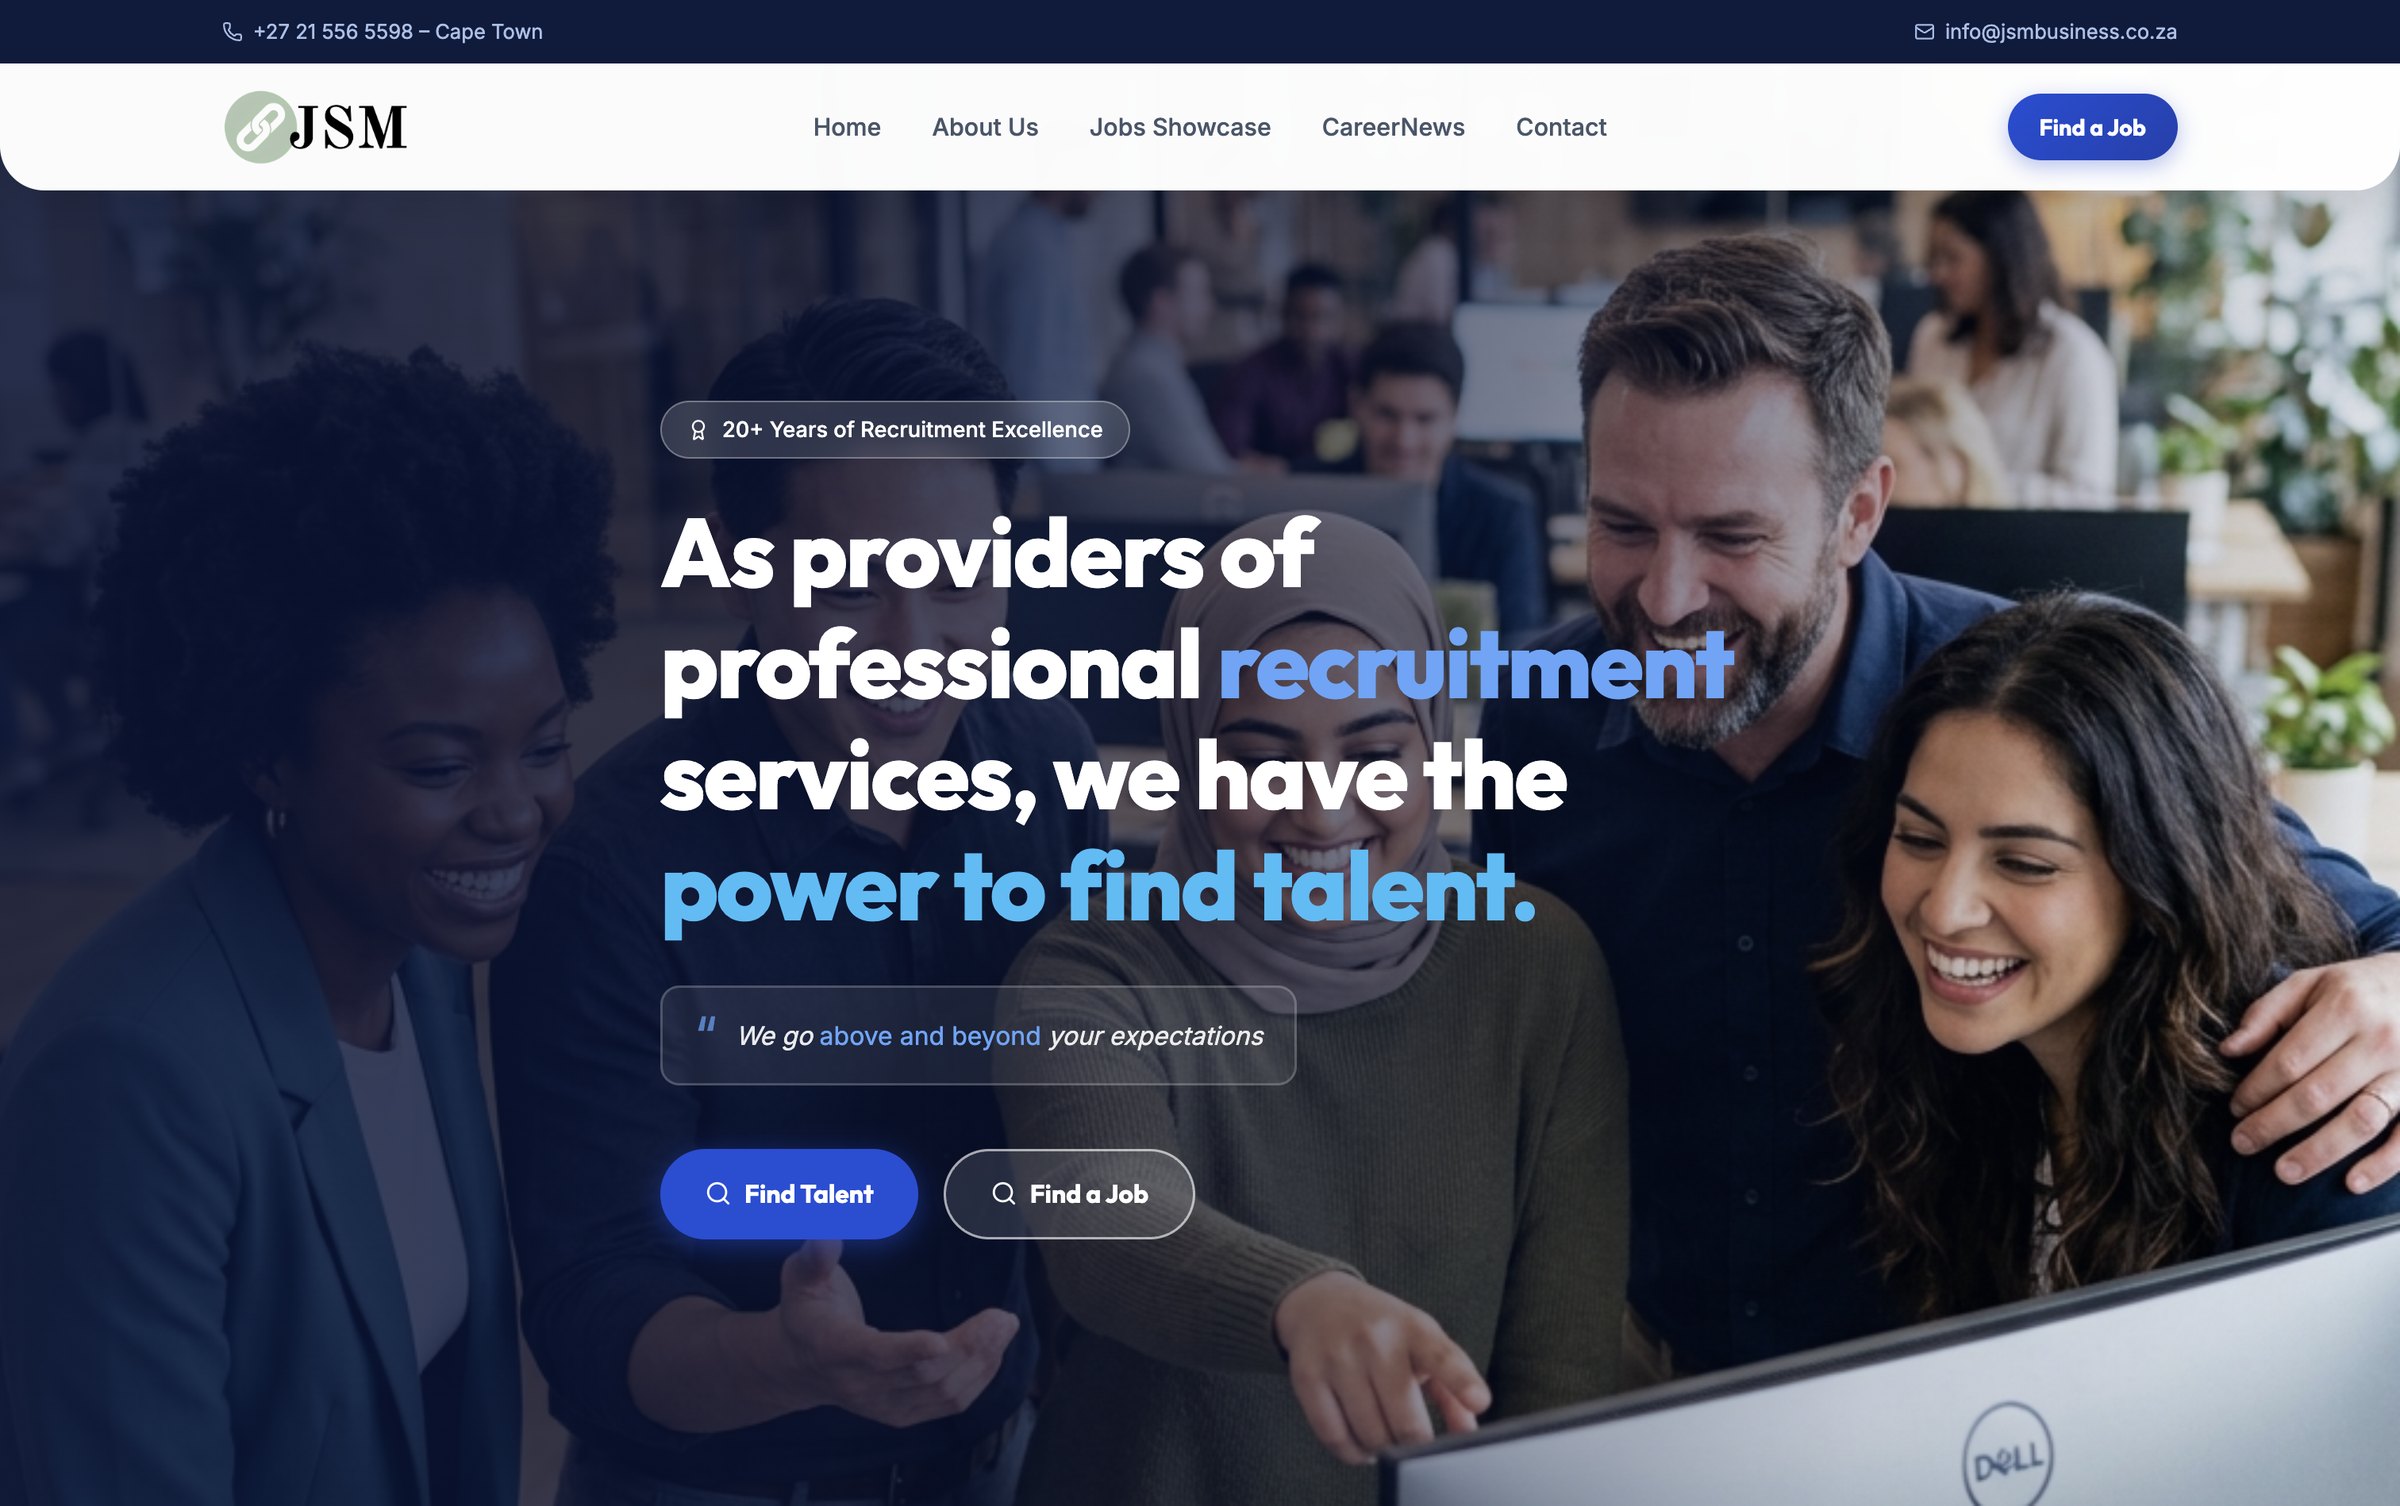 +27 21 556 5598 – Cape Town
info@jsmbusiness.co.za
JSM
Home
About Us
Jobs Showcase
CareerNews
Contact
Find a Job
20+ Years of Recruitment Excellence
As providers of
professional recruitment
services, we have the
power to find talent.
" We go above and beyond your expectations
Find Talent
Find a Job
DELL